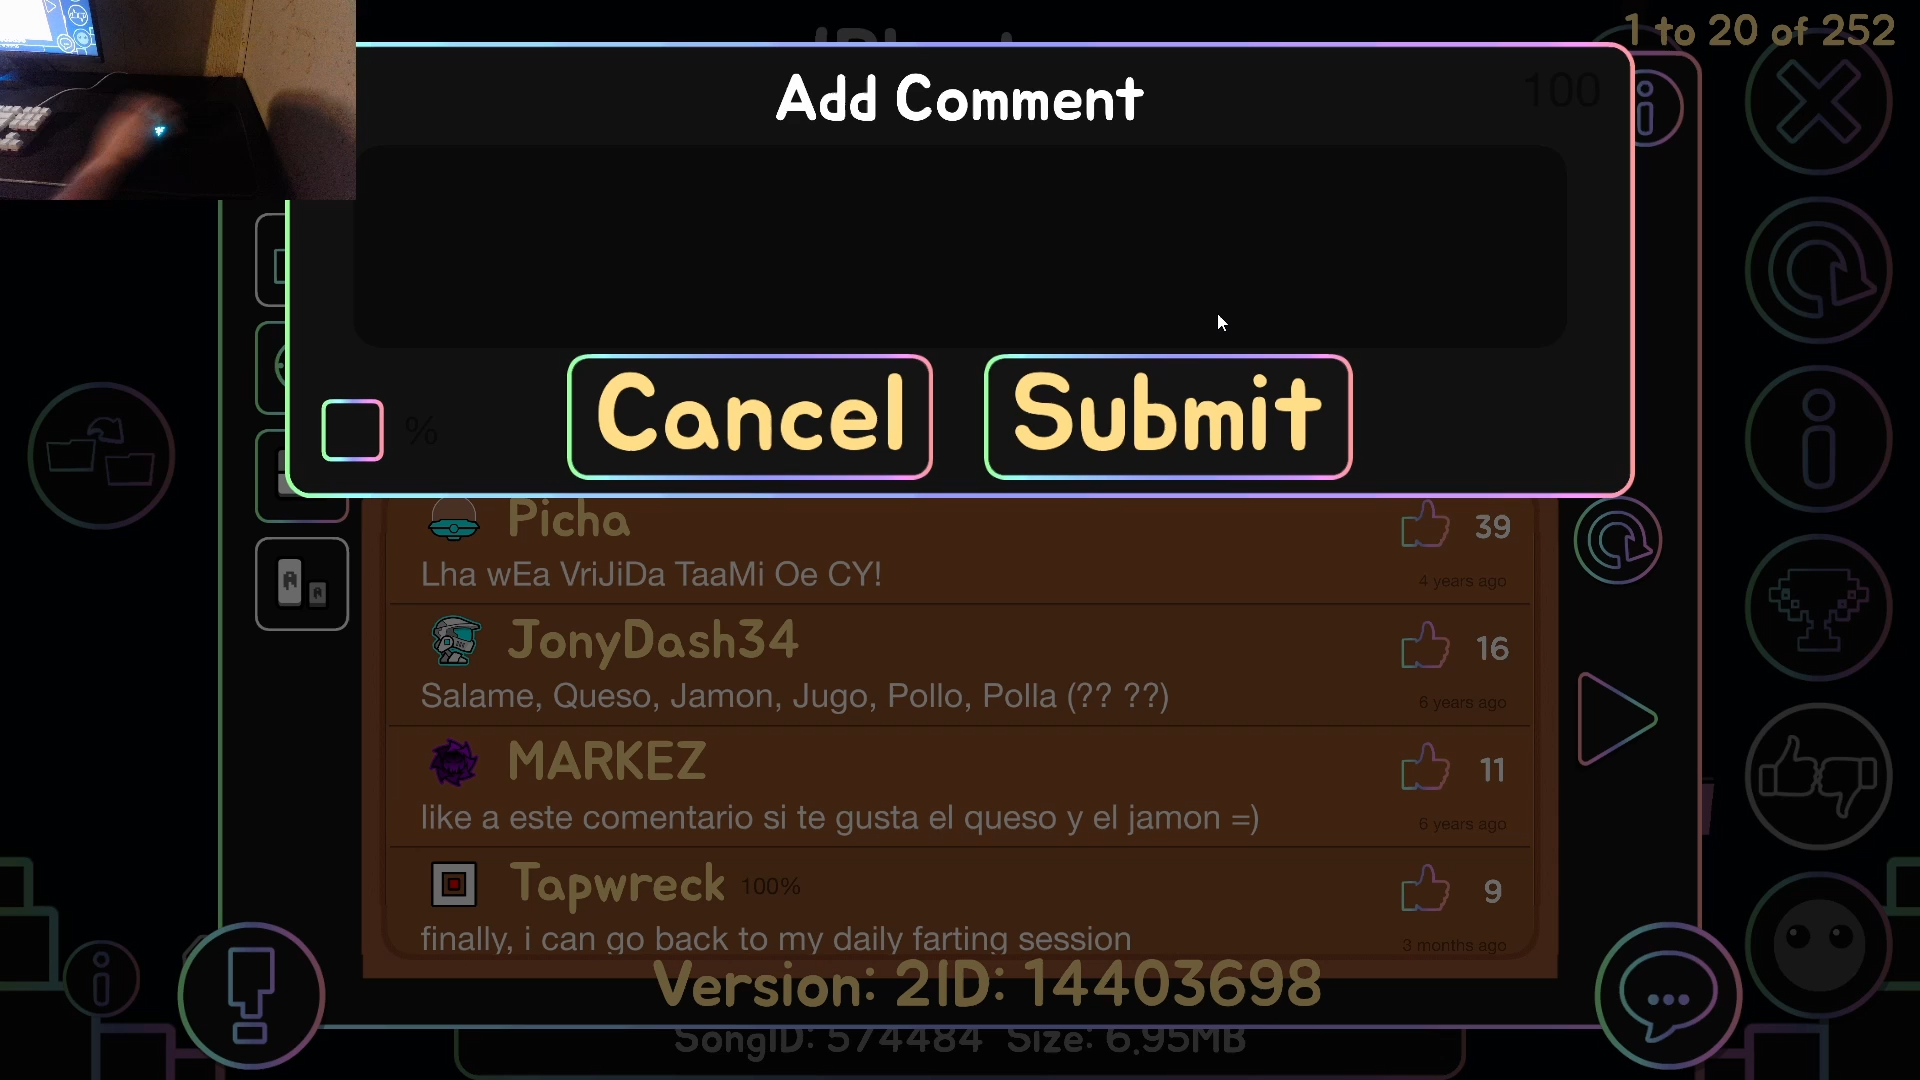 1 to 20 of 252
Add Comment
100
%
Cancel
Submit
Picha
39
Lha wEa VriJiDa TaaMi Oe CY!
4 years ago
JonyDash34
16
Salame, Queso, Jamon, Jugo, Pollo, Polla (?? ??)
6 years ago
MARKEZ
11
like a este comentario si te gusta el queso y el jamon =)
6 years ago
Tapwreck 100%
9
finally, i can go back to my daily farting session
3 months ago
Version: 2ID: 14403698
SongID: 574484 Size: 6.95MB